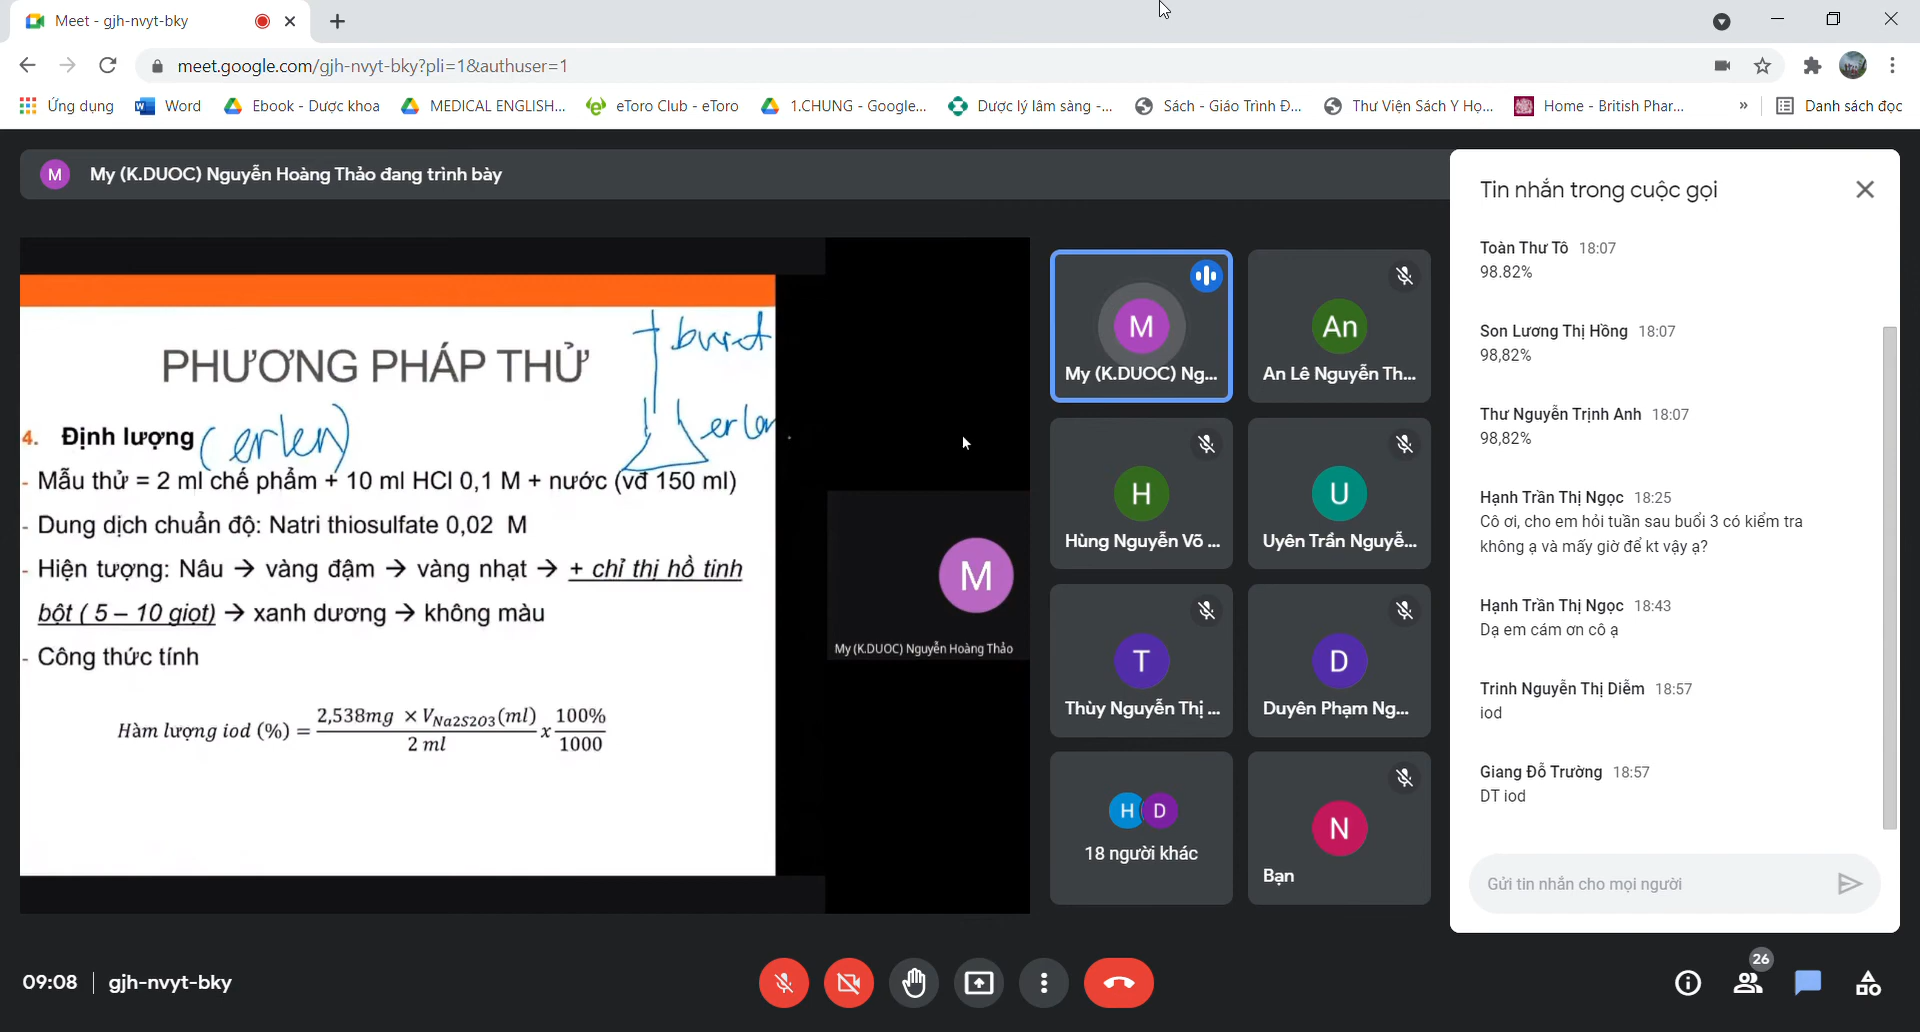 Meet - gjh-nvyt-bky
meet.google.com/gjh-nvyt-bky?pli=1&authuser=1
Ứng dụng
Word
Ebook - Dược khoa
MEDICAL ENGLISH...
eToro Club - eToro
1.CHUNG - Google...
Dược lý lâm sàng -...
Sách - Giáo Trình Đ...
Thư Viện Sách Y Họ...
Home - British Phar...
»
Danh sách đọc
M
My (K.DUOC) Nguyễn Hoàng Thảo đang trình bày
buret
PHƯƠNG PHÁP THỬ
erlen
4. Định lượng (erlen)
- Mẫu thử = 2 ml chế phẩm + 10 ml HCl 0,1 M + nước (vđ 150 ml)
- Dung dịch chuẩn độ: Natri thiosulfate 0,02 M
- Hiện tượng: Nâu → vàng đậm → vàng nhạt → + chỉ thị hồ tinh
bột ( 5 – 10 giọt) → xanh dương → không màu
- Công thức tính
Hàm lượng iod (%) = 2,538mg × VNa2S2O3(ml) / 2 ml x 100% / 1000
M
My (K.DUOC) Nguyễn Hoàng Thảo
M
My (K.DUOC) Ng...
An
An Lê Nguyễn Th...
H
Hùng Nguyễn Võ ...
U
Uyên Trần Nguyễ...
T
Thùy Nguyễn Thị ...
D
Duyên Phạm Ng...
H D
18 người khác
N
Bạn
Tin nhắn trong cuộc gọi
Toàn Thư Tô 18:07
98.82%
Son Lương Thị Hồng 18:07
98,82%
Thư Nguyễn Trịnh Anh 18:07
98,82%
Hạnh Trần Thị Ngọc 18:25
Cô ơi, cho em hỏi tuần sau buổi 3 có kiểm tra
không ạ và mấy giờ để kt vậy ạ?
Hạnh Trần Thị Ngọc 18:43
Dạ em cám ơn cô ạ
Trinh Nguyễn Thị Diễm 18:57
iod
Giang Đỗ Trường 18:57
DT iod
Gửi tin nhắn cho mọi người
09:08 | gjh-nvyt-bky
26